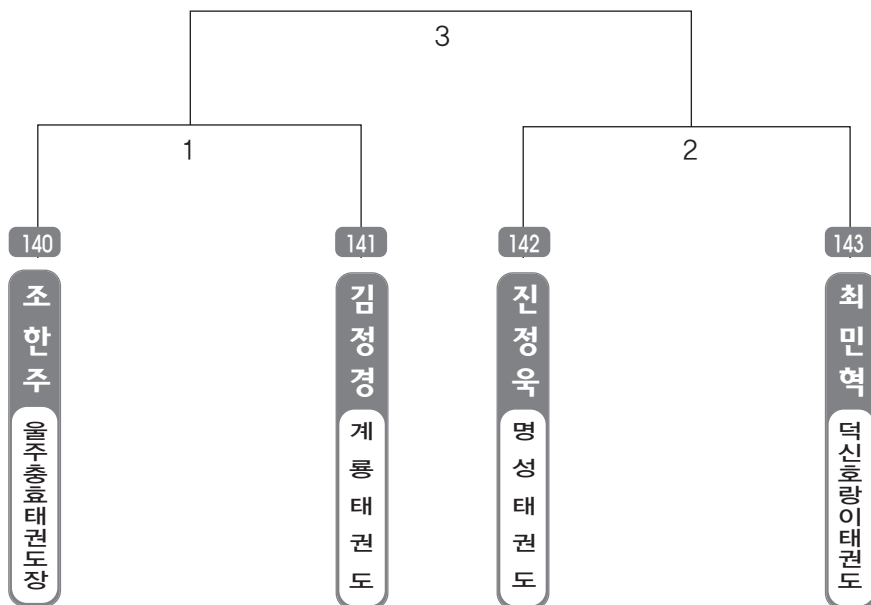 3
1
2
140
141
142
143
조한주
김정경
진정욱
최민혁
울주충효태권도장
계룡태권도
명성태권도
덕신호랑이태권도